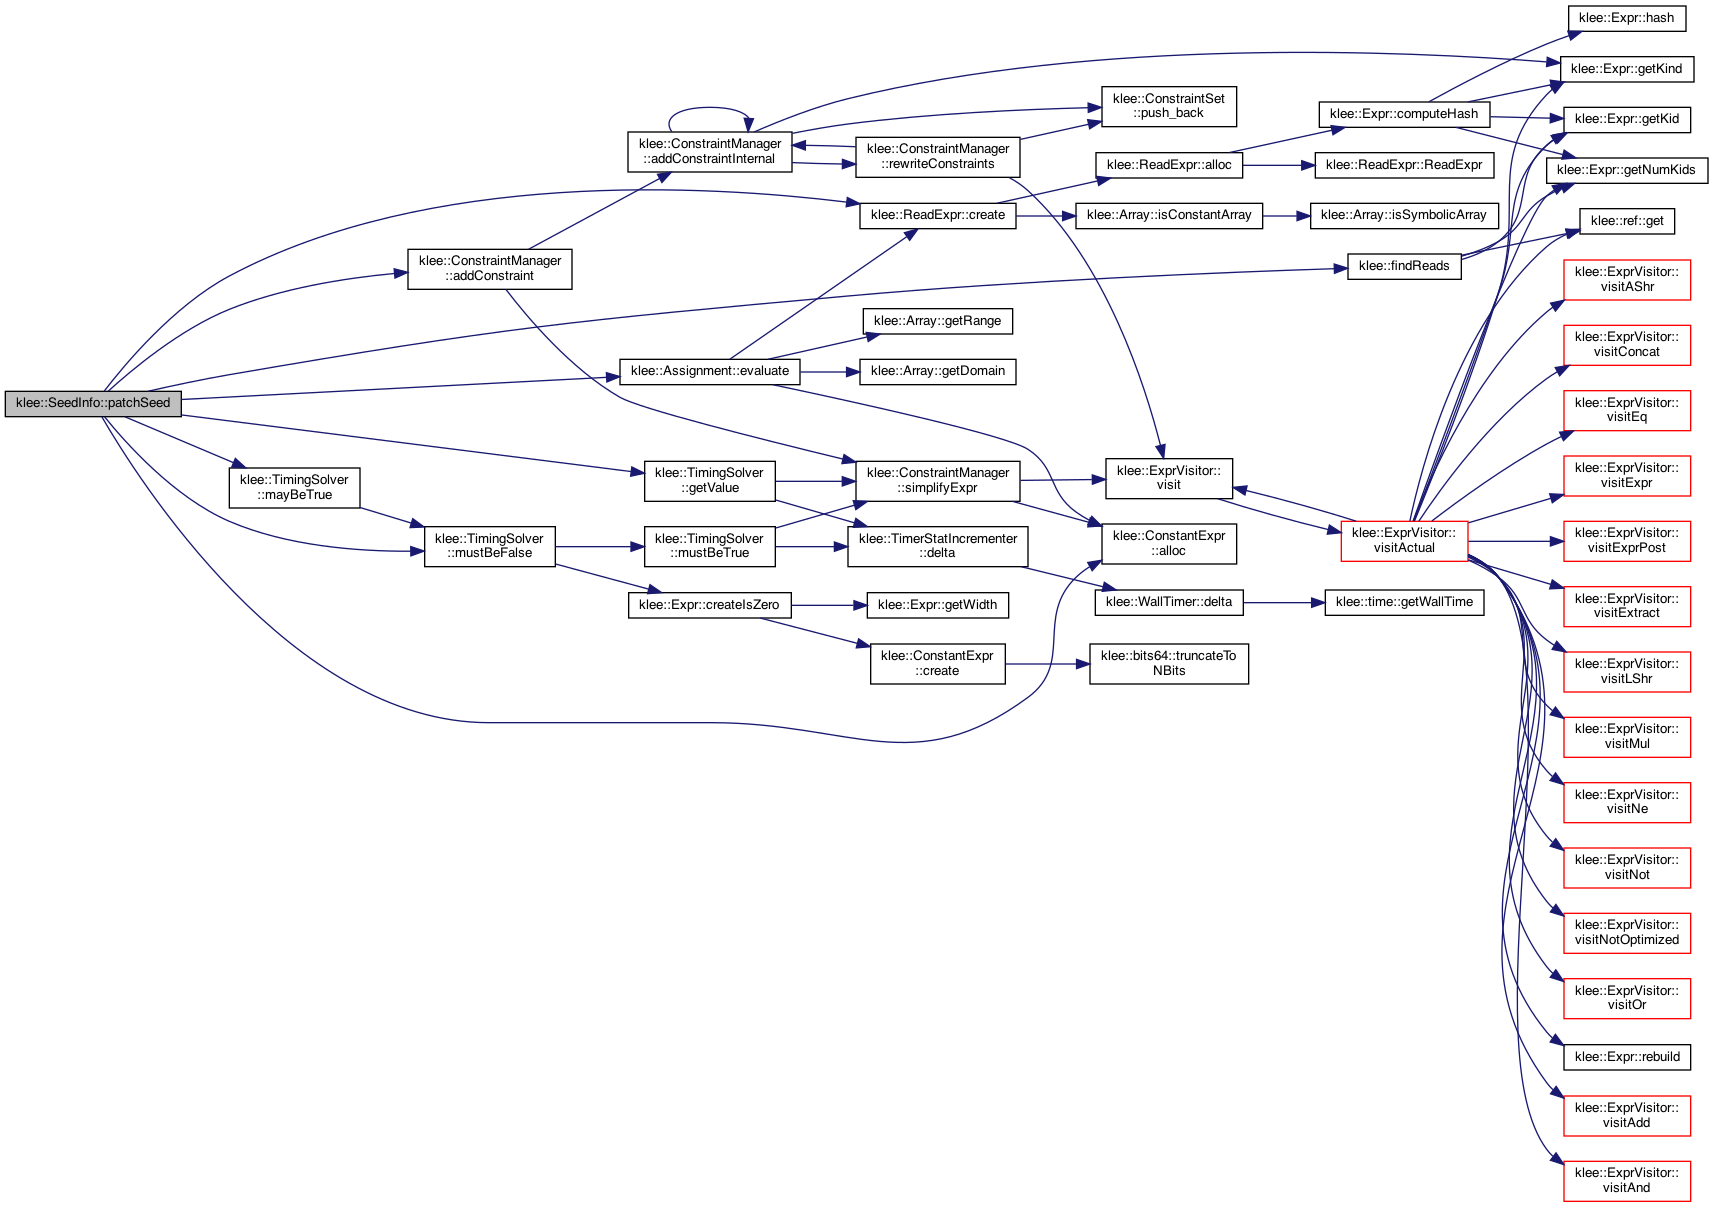 klee::SeedInfo::patchSeed
klee::ConstraintManager
::addConstraint
klee::TimingSolver
::mayBeTrue
klee::TimingSolver
::mustBeFalse
klee::ConstraintManager
::addConstraintInternal
klee::Assignment::evaluate
klee::TimingSolver
::getValue
klee::TimingSolver
::mustBeTrue
klee::Expr::createIsZero
klee::ConstraintManager
::rewriteConstraints
klee::ReadExpr::create
klee::Array::getRange
klee::Array::getDomain
klee::ConstraintManager
::simplifyExpr
klee::TimerStatIncrementer
::delta
klee::Expr::getWidth
klee::ConstantExpr
::create
klee::ConstraintSet
::push_back
klee::ReadExpr::alloc
klee::Array::isConstantArray
klee::ExprVisitor::
visit
klee::ConstantExpr
::alloc
klee::WallTimer::delta
klee::bits64::truncateTo
NBits
klee::Expr::computeHash
klee::ReadExpr::ReadExpr
klee::Array::isSymbolicArray
klee::findReads
klee::ExprVisitor::
visitActual
klee::time::getWallTime
klee::Expr::hash
klee::Expr::getKind
klee::Expr::getKid
klee::Expr::getNumKids
klee::ref::get
klee::ExprVisitor::
visitAShr
klee::ExprVisitor::
visitConcat
klee::ExprVisitor::
visitEq
klee::ExprVisitor::
visitExpr
klee::ExprVisitor::
visitExprPost
klee::ExprVisitor::
visitExtract
klee::ExprVisitor::
visitLShr
klee::ExprVisitor::
visitMul
klee::ExprVisitor::
visitNe
klee::ExprVisitor::
visitNot
klee::ExprVisitor::
visitNotOptimized
klee::ExprVisitor::
visitOr
klee::Expr::rebuild
klee::ExprVisitor::
visitAdd
klee::ExprVisitor::
visitAnd